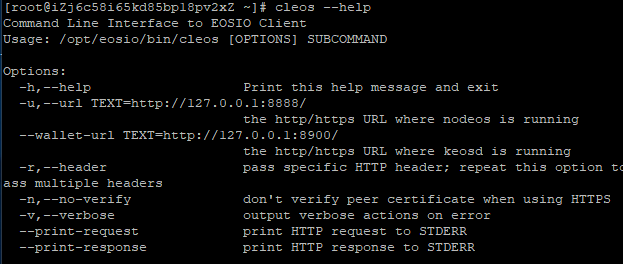 [root@iZj6c58i65kd85bpl8pv2xZ ~]# cleos --help
Command Line Interface to EOSIO Client
Usage: /opt/eosio/bin/cleos [OPTIONS] SUBCOMMAND
Options:
-h,--help Print this help message and exit
-u,--url TEXT=http://127.0.0.1:8888/
the http/https URL where nodeos is running
--wallet-url TEXT=http://127.0.0.1:8900/
the http/https URL where keosd is running
-r,--header pass specific HTTP header; repeat this option to
ass multiple headers
-n,--no-verify don't verify peer certificate when using HTTPS
-v,--verbose output verbose actions on error
--print-request print HTTP request to STDERR
--print-response print HTTP response to STDERR